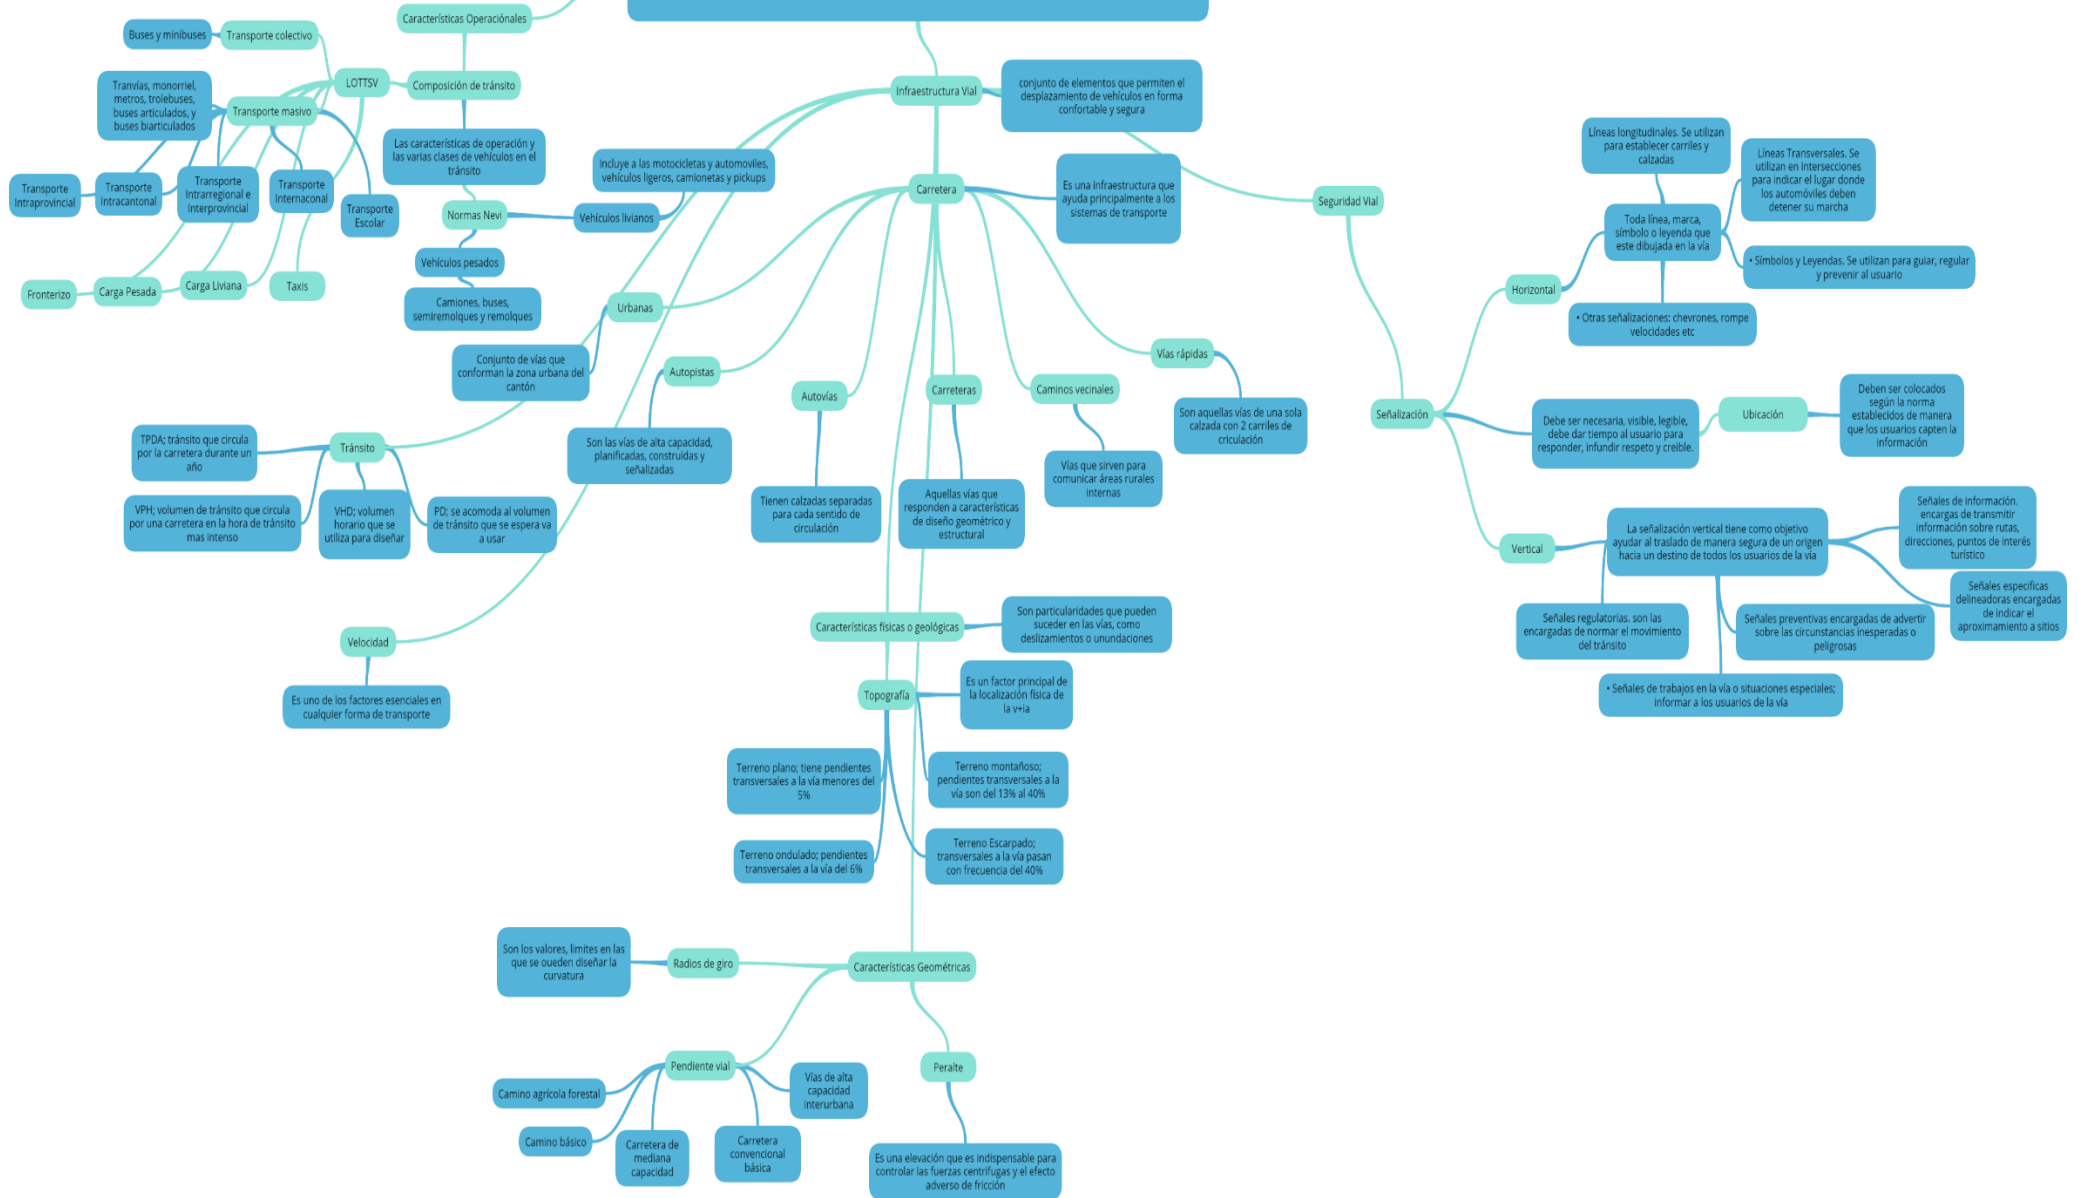 Características Operaciónales
Buses y minibuses
Transporte colectivo
LOTTSV
Composición de tránsito
Tranvías, monorriel,
metros, trolebuses,
buses articulados, y
buses biarticulados
Transporte masivo
Las características de operación y
las varias clases de vehículos en el
tránsito
Transporte
Intraprovincial
Transporte
Intracantonal
Transporte
Intrarregional e
Interprovincial
Transporte
Internaconal
Transporte
Escolar
Fronterizo
Carga Pesada
Carga Liviana
Taxis
Normas Nevi
Vehículos livianos
Incluye a las motocicletas y automoviles,
vehículos ligeros, camionetas y pickups
Vehículos pesados
Camiones, buses,
semiremolques y remolques
Infraestructura Vial
conjunto de elementos que permiten el
desplazamiento de vehículos en forma
confortable y segura
Carretera
Es una infraestructura que
ayuda principalmente a los
sistemas de transporte
Urbanas
Conjunto de vías que
conforman la zona urbana del
cantón
Autopistas
Son las vías de alta capacidad,
planificadas, construidas y
señalizadas
Autovías
Tienen calzadas separadas
para cada sentido de
circulación
Carreteras
Aquellas vías que
responden a características
de diseño geométrico y
estructural
Caminos vecinales
Vías que sirven para
comunicar áreas rurales
internas
Vías rápidas
Son aquellas vías de una sola
calzada con 2 carriles de
criculación
Tránsito
TPDA; tránsito que circula
por la carretera durante un
año
VPH; volumen de tránsito que circula
por una carretera en la hora de tránsito
mas intenso
VHD; volumen
horario que se
utiliza para diseñar
PD; se acomoda al volumen
de tránsito que se espera va
a usar
Velocidad
Es uno de los factores esenciales en
cualquier forma de transporte
Características físicas o geológicas
Son particularidades que pueden
suceder en las vías, como
deslizamientos o unundaciones
Topografía
Es un factor principal de
la localización física de
la v+ia
Terreno plano; tiene pendientes
transversales a la vía menores del
5%
Terreno montañoso;
pendientes transversales a la
vía son del 13% al 40%
Terreno ondulado; pendientes
transversales a la vía del 6%
Terreno Escarpado;
transversales a la vía pasan
con frecuencia del 40%
Características Geométricas
Radios de giro
Son los valores, limites en las
que se oueden diseñar la
curvatura
Pendiente vial
Camino agrícola forestal
Camino básico
Carretera de
mediana
capacidad
Carretera
convencional
básica
Vías de alta
capacidad
interurbana
Peralte
Es una elevación que es indispensable para
controlar las fuerzas centrifugas y el efecto
adverso de fricción
Seguridad Vial
Señalización
Horizontal
Toda línea, marca,
símbolo o leyenda que
este dibujada en la vía
Líneas longitudinales. Se utilizan
para establecer carriles y
calzadas
Líneas Transversales. Se
utilizan en intersecciones
para indicar el lugar donde
los automóviles deben
detener su marcha
• Símbolos y Leyendas. Se utilizan para guiar, regular
y prevenir al usuario
• Otras señalizaciones: chevrones, rompe
velocidades etc
Debe ser necesaria, visible, legible,
debe dar tiempo al usuario para
responder, infundir respeto y creible.
Ubicación
Deben ser colocados
según la norma
establecidos de manera
que los usuarios capten la
información
Vertical
La señalización vertical tiene como objetivo
ayudar al traslado de manera segura de un origen
hacia un destino de todos los usuarios de la vía
Señales de información.
encargas de transmitir
información sobre rutas,
direcciones, puntos de interés
turístico
Señales especificas
delineadoras encargadas
de indicar el
aproximamiento a sitios
Señales regulatorias. son las
encargadas de normar el movimiento
del tránsito
Señales preventivas encargadas de advertir
sobre las circunstancias inesperadas o
peligrosas
• Señales de trabajos en la vía o situaciones especiales;
informar a los usuarios de la vía